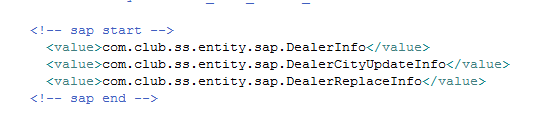 <!-- sap start -->
<value>com.club.ss.entity.sap.DealerInfo</value>
<value>com.club.ss.entity.sap.DealerCityUpdateInfo</value>
<value>com.club.ss.entity.sap.DealerReplaceInfo</value>
<!-- sap end -->